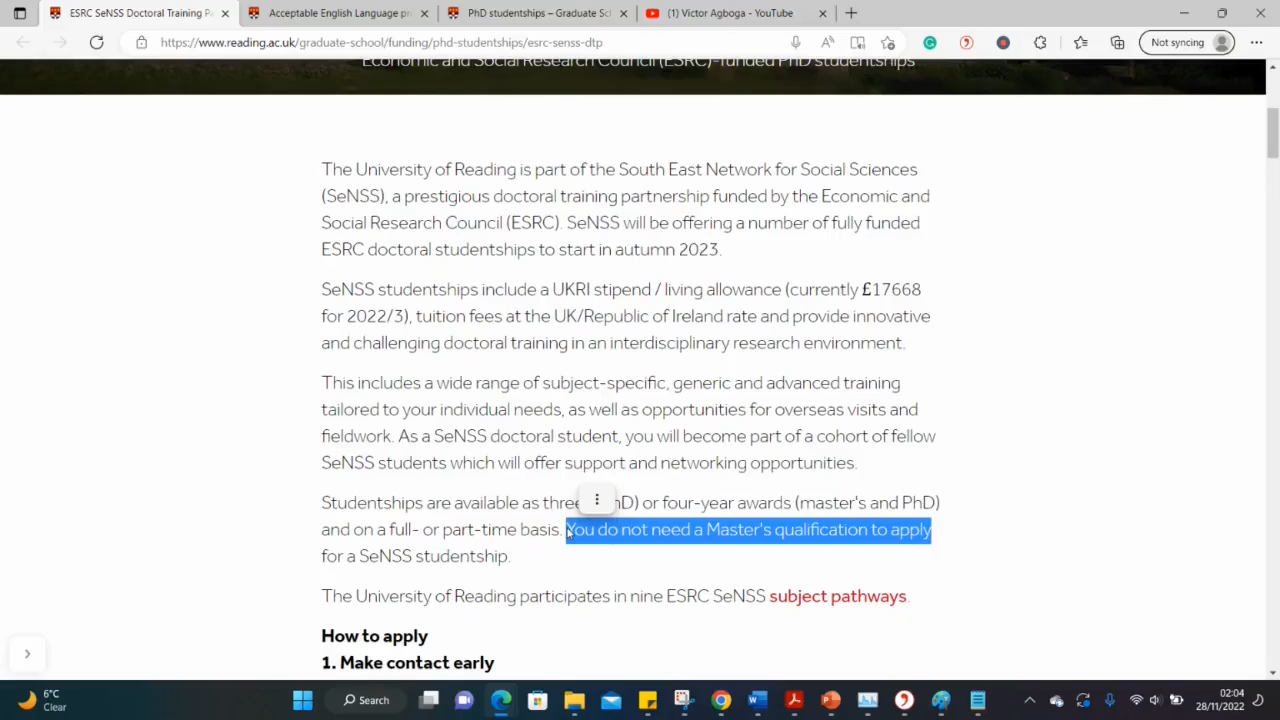 ESRC SeNSS Doctoral Training Pa
Acceptable English Language pr
PhD studentships – Graduate Sch
(1) Victor Agboga - YouTube
https://www.reading.ac.uk/graduate-school/funding/phd-studentships/esrc-senss-dtp
Not syncing
Economic and Social Research Council (ESRC)-funded PhD studentships
The University of Reading is part of the South East Network for Social Sciences
(SeNSS), a prestigious doctoral training partnership funded by the Economic and
Social Research Council (ESRC). SeNSS will be offering a number of fully funded
ESRC doctoral studentships to start in autumn 2023.
SeNSS studentships include a UKRI stipend / living allowance (currently £17668
for 2022/3), tuition fees at the UK/Republic of Ireland rate and provide innovative
and challenging doctoral training in an interdisciplinary research environment.
This includes a wide range of subject-specific, generic and advanced training
tailored to your individual needs, as well as opportunities for overseas visits and
fieldwork. As a SeNSS doctoral student, you will become part of a cohort of fellow
SeNSS students which will offer support and networking opportunities.
Studentships are available as three nD) or four-year awards (master's and PhD)
and on a full- or part-time basis. You do not need a Master's qualification to apply
for a SeNSS studentship.
The University of Reading participates in nine ESRC SeNSS subject pathways.
How to apply
1. Make contact early
6°C
Clear
Search
02:04
28/11/2022